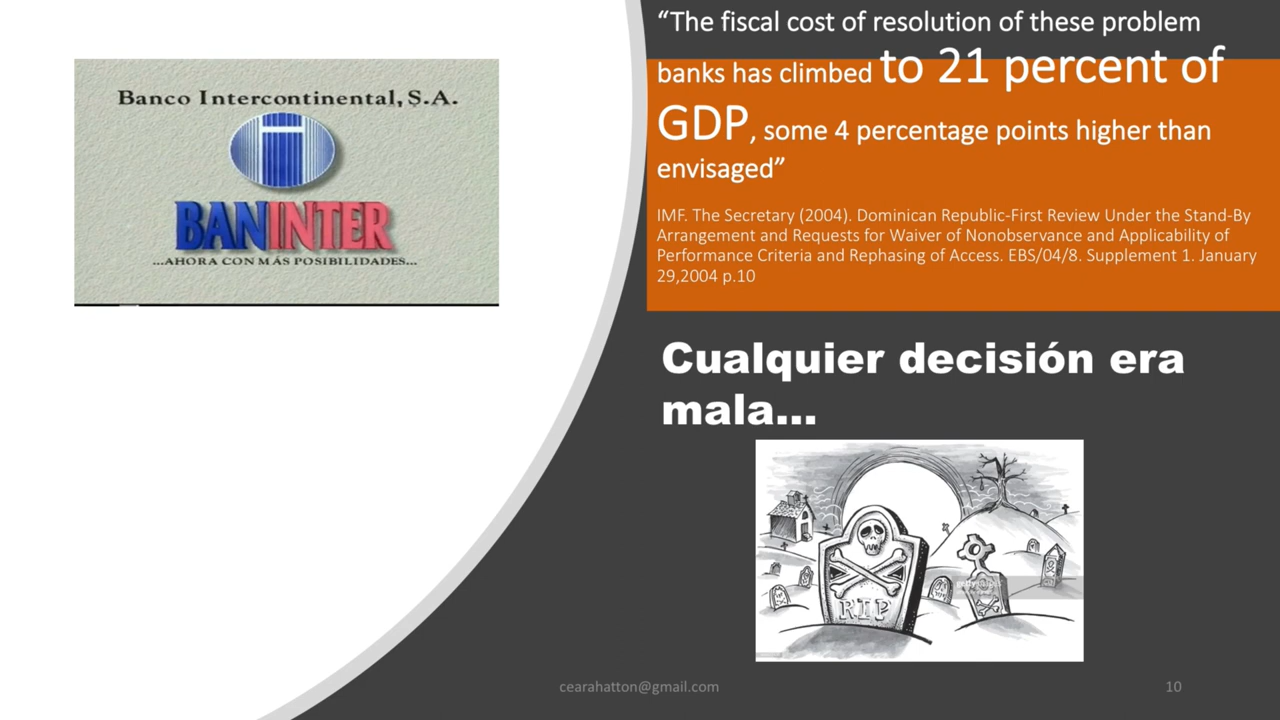 Banco Intercontinental, S.A.
BANINTER
...AHORA CON MÁS POSIBILIDADES...
“The fiscal cost of resolution of these problem
banks has climbed to 21 percent of
GDP, some 4 percentage points higher than
envisaged”
IMF. The Secretary (2004). Dominican Republic-First Review Under the Stand-By
Arrangement and Requests for Waiver of Nonobservance and Applicability of
Performance Criteria and Rephasing of Access. EBS/04/8. Supplement 1. January
29,2004 p.10
Cualquier decisión era
mala...
RIP
gettyimages
cearahatton@gmail.com
10